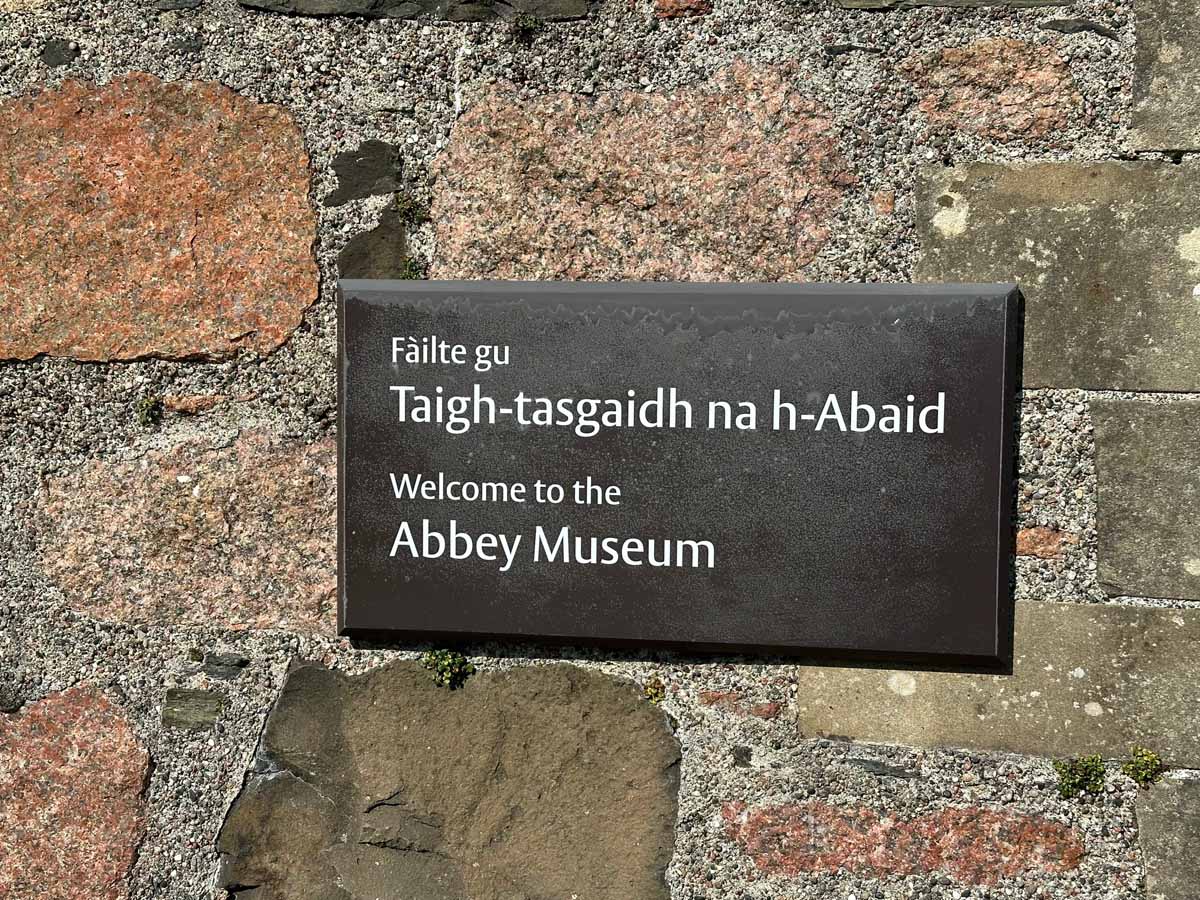 Fàilte gu
Taigh-tasgaidh na h-Abaid
Welcome to the
Abbey Museum